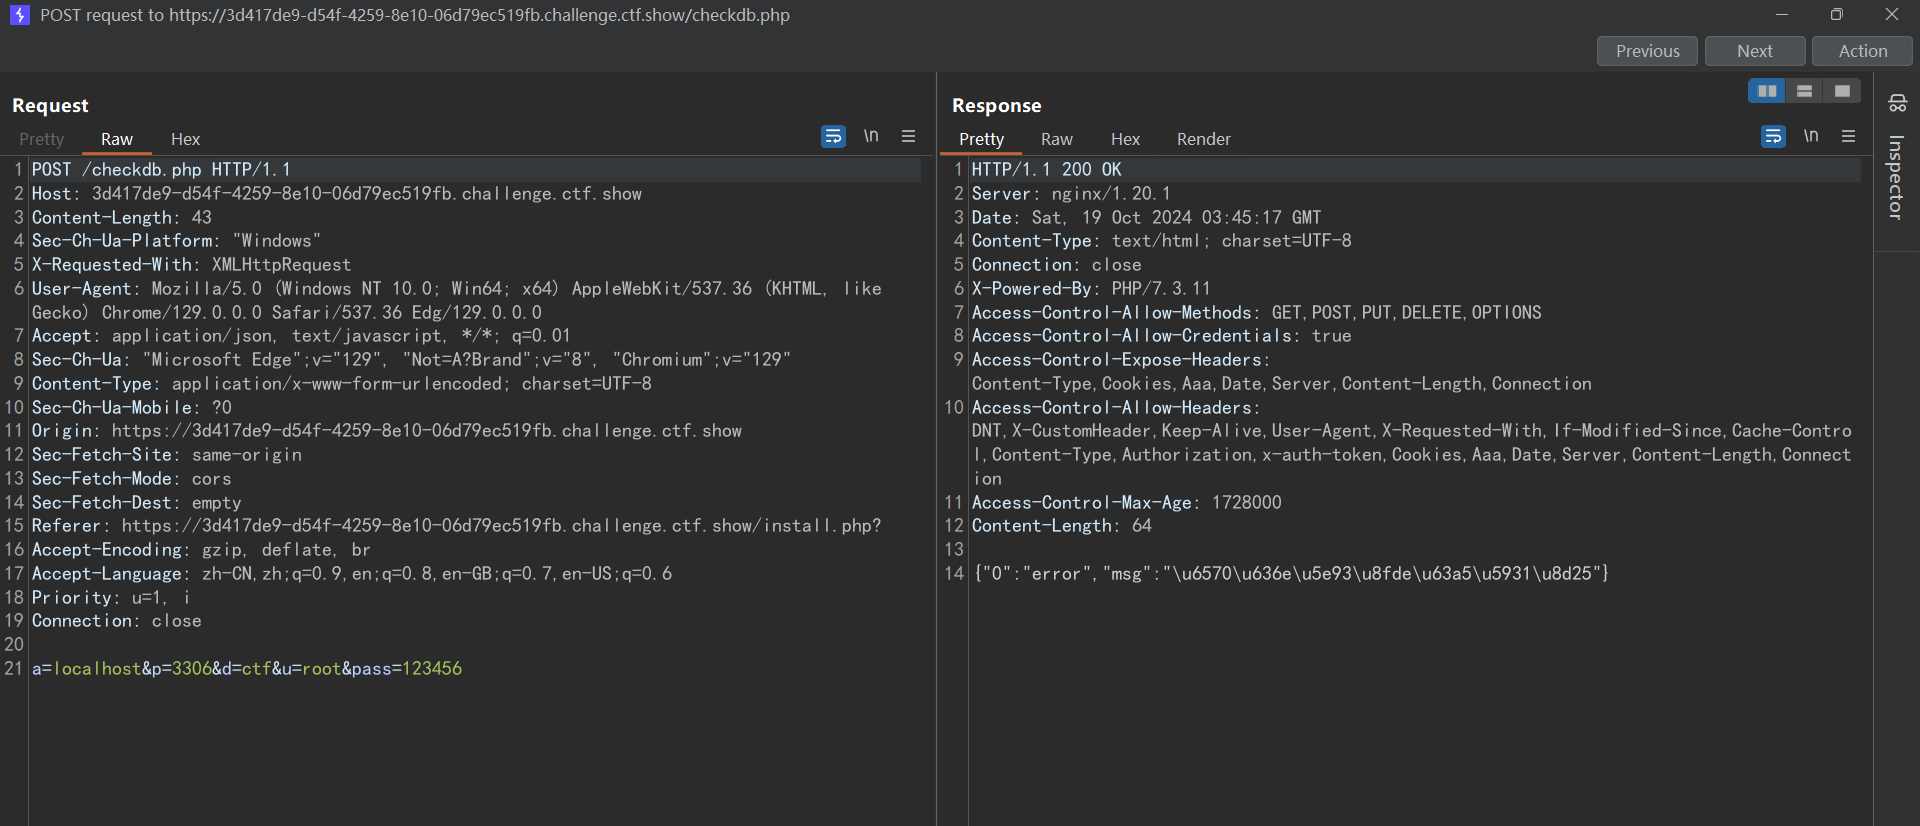 POST request to https://3d417de9-d54f-4259-8e10-06d79ec519fb.challenge.ctf.show/checkdb.php
Previous
Next
Action
Request
Pretty
Raw
Hex
\n
1 POST /checkdb.php HTTP/1.1
2 Host: 3d417de9-d54f-4259-8e10-06d79ec519fb.challenge.ctf.show
3 Content-Length: 43
4 Sec-Ch-Ua-Platform: "Windows"
5 X-Requested-With: XMLHttpRequest
6 User-Agent: Mozilla/5.0 (Windows NT 10.0; Win64; x64) AppleWebKit/537.36 (KHTML, like
Gecko) Chrome/129.0.0.0 Safari/537.36 Edg/129.0.0.0
7 Accept: application/json, text/javascript, */*; q=0.01
8 Sec-Ch-Ua: "Microsoft Edge";v="129", "Not=A?Brand";v="8", "Chromium";v="129"
9 Content-Type: application/x-www-form-urlencoded; charset=UTF-8
10 Sec-Ch-Ua-Mobile: ?0
11 Origin: https://3d417de9-d54f-4259-8e10-06d79ec519fb.challenge.ctf.show
12 Sec-Fetch-Site: same-origin
13 Sec-Fetch-Mode: cors
14 Sec-Fetch-Dest: empty
15 Referer: https://3d417de9-d54f-4259-8e10-06d79ec519fb.challenge.ctf.show/install.php?
16 Accept-Encoding: gzip, deflate, br
17 Accept-Language: zh-CN,zh;q=0.9,en;q=0.8,en-GB;q=0.7,en-US;q=0.6
18 Priority: u=1, i
19 Connection: close
20
21 a=localhost&p=3306&d=ctf&u=root&pass=123456
Response
Pretty
Raw
Hex
Render
\n
1 HTTP/1.1 200 OK
2 Server: nginx/1.20.1
3 Date: Sat, 19 Oct 2024 03:45:17 GMT
4 Content-Type: text/html; charset=UTF-8
5 Connection: close
6 X-Powered-By: PHP/7.3.11
7 Access-Control-Allow-Methods: GET,POST,PUT,DELETE,OPTIONS
8 Access-Control-Allow-Credentials: true
9 Access-Control-Expose-Headers:
Content-Type,Cookies,Aaa,Date,Server,Content-Length,Connection
10 Access-Control-Allow-Headers:
DNT,X-CustomHeader,Keep-Alive,User-Agent,X-Requested-With,If-Modified-Since,Cache-Contro
l,Content-Type,Authorization,x-auth-token,Cookies,Aaa,Date,Server,Content-Length,Connect
ion
11 Access-Control-Max-Age: 1728000
12 Content-Length: 64
13
14 {"0":"error","msg":"\u6570\u636e\u5e93\u8fde\u63a5\u5931\u8d25"}
Inspector